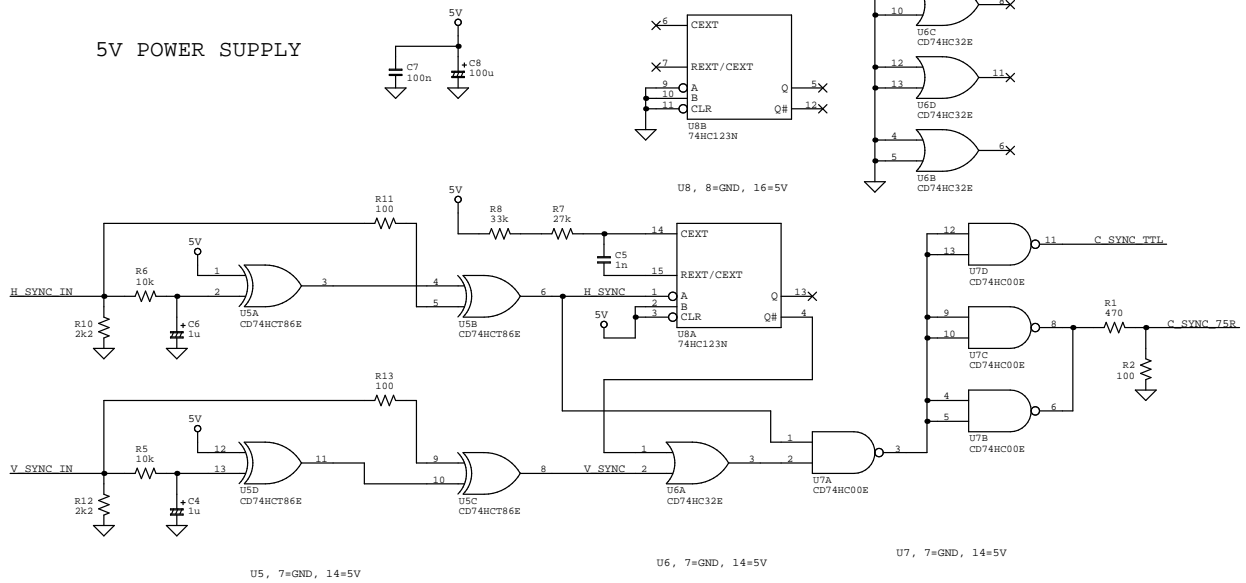 5V POWER SUPPLY
5V
C7
100n
C8
100u
6
CEXT
7
REXT/CEXT
9
A
10
B
11
CLR
Q
5
Q#
12
U8B
74HC123N
U8, 8=GND, 16=5V
10
8
U6C
CD74HC32E
12
13
11
U6D
CD74HC32E
4
5
6
U6B
CD74HC32E
H_SYNC_IN
R10
2k2
R6
10k
C6
1u
5V
1
2
3
U5A
CD74HCT86E
R11
100
4
5
6
U5B
CD74HCT86E
5V
R8
33k
R7
27k
C5
1n
14
CEXT
15
REXT/CEXT
H_SYNC
1
A
2
B
3
CLR
5V
Q
13
Q#
4
U8A
74HC123N
12
13
11
C_SYNC_TTL
U7D
CD74HC00E
9
10
8
U7C
CD74HC00E
R1
470
C_SYNC_75R
R2
100
4
5
6
U7B
CD74HC00E
V_SYNC_IN
R12
2k2
R5
10k
C4
1u
5V
12
13
11
U5D
CD74HCT86E
R13
100
9
10
8
U5C
CD74HCT86E
V_SYNC
1
2
3
U6A
CD74HC32E
1
2
3
U7A
CD74HC00E
U5, 7=GND, 14=5V
U6, 7=GND, 14=5V
U7, 7=GND, 14=5V